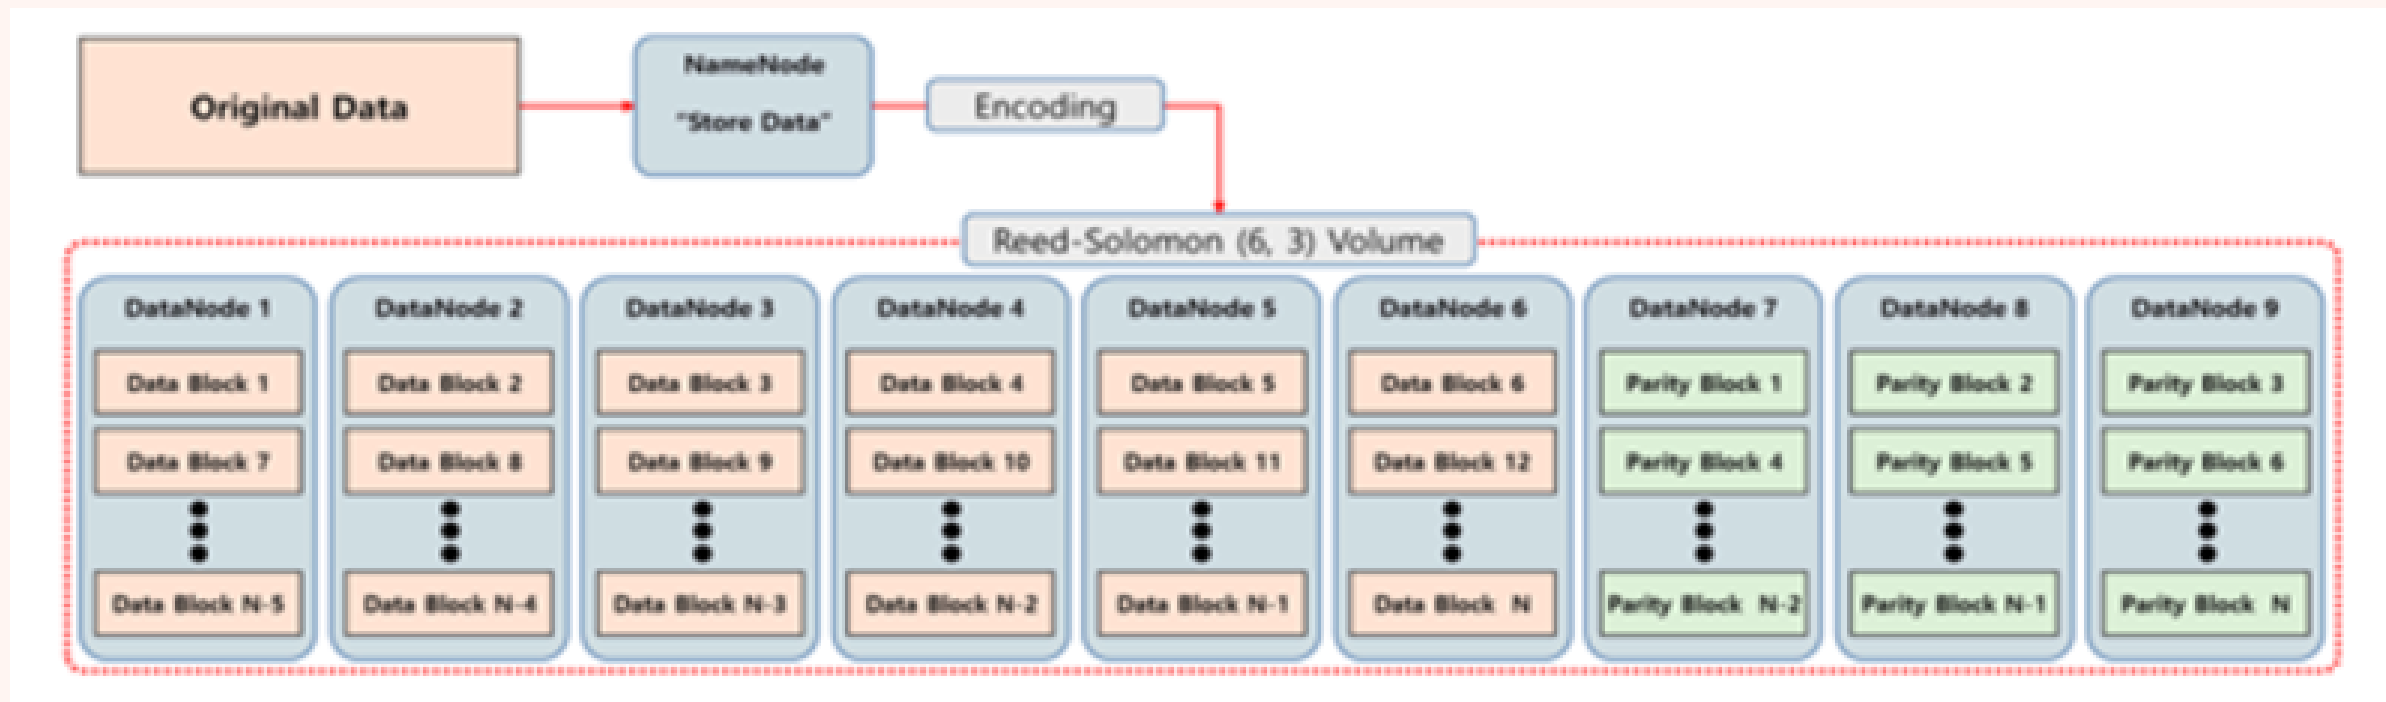 Original Data
NameNode
"Store Data"
Encoding
Reed-Solomon (6, 3) Volume
DataNode 1
DataNode 2
DataNode 3
DataNode 4
DataNode 5
DataNode 6
DataNode 7
DataNode 8
DataNode 9
Data Block 1
Data Block 2
Data Block 3
Data Block 4
Data Block 5
Data Block 6
Parity Block 1
Parity Block 2
Parity Block 3
Data Block 7
Data Block 8
Data Block 9
Data Block 10
Data Block 11
Data Block 12
Parity Block 4
Parity Block 5
Parity Block 6
Data Block N-5
Data Block N-4
Data Block N-3
Data Block N-2
Data Block N-1
Data Block N
Parity Block N-2
Parity Block N-1
Parity Block N